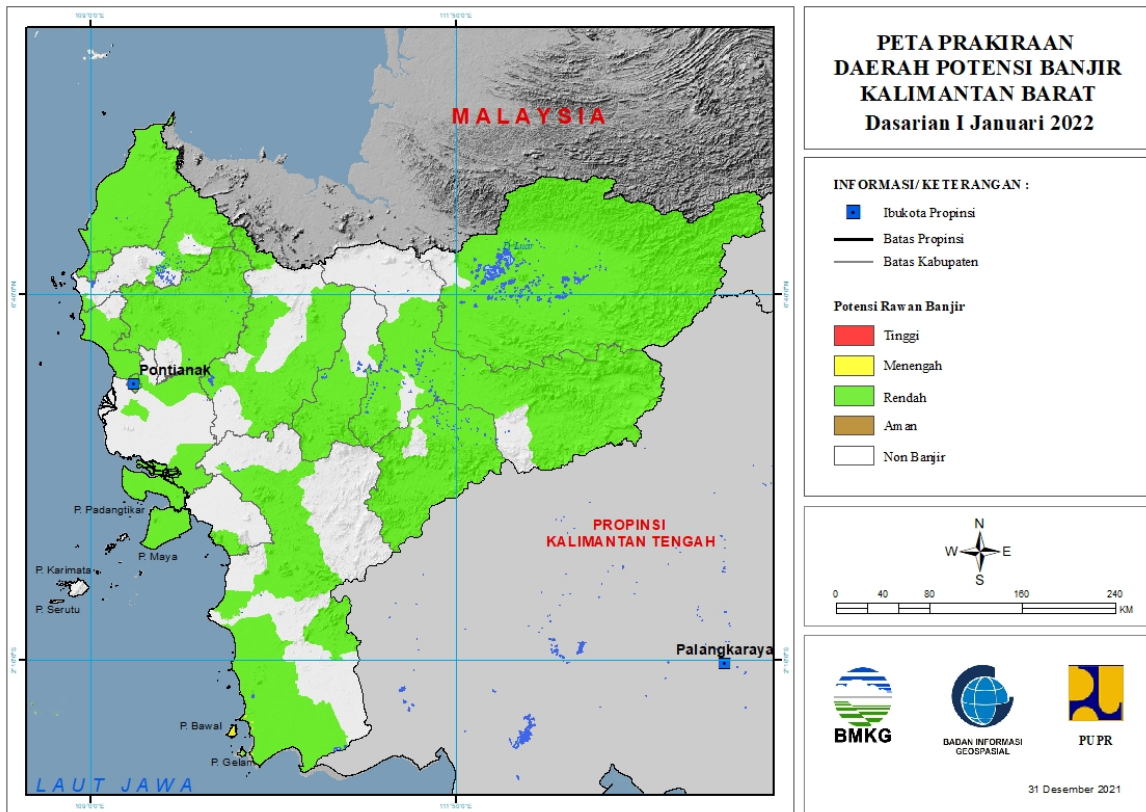 PETA PRAKIRAAN
DAERAH POTENSI BANJIR
KALIMANTAN BARAT
Dasarian I Januari 2022
INFORMASI/ KETERANGAN :
Ibukota Propinsi
Batas Propinsi
Batas Kabupaten
Potensi Rawan Banjir
Tinggi
Menengah
Rendah
Aman
Non Banjir
N
W E
S
0 40 80 160 240
KM
BMKG
BADAN INFORMASI
GEOSPASIAL
PUPR
31 Desember 2021
MALAYSIA
Pontianak
P. Padangtikar
P. Maya
P. Karimata
P. Serutu
PROPINSI
KALIMANTAN TENGAH
Palangkaraya
P. Bawal
P. Gelam
LAUT JAWA